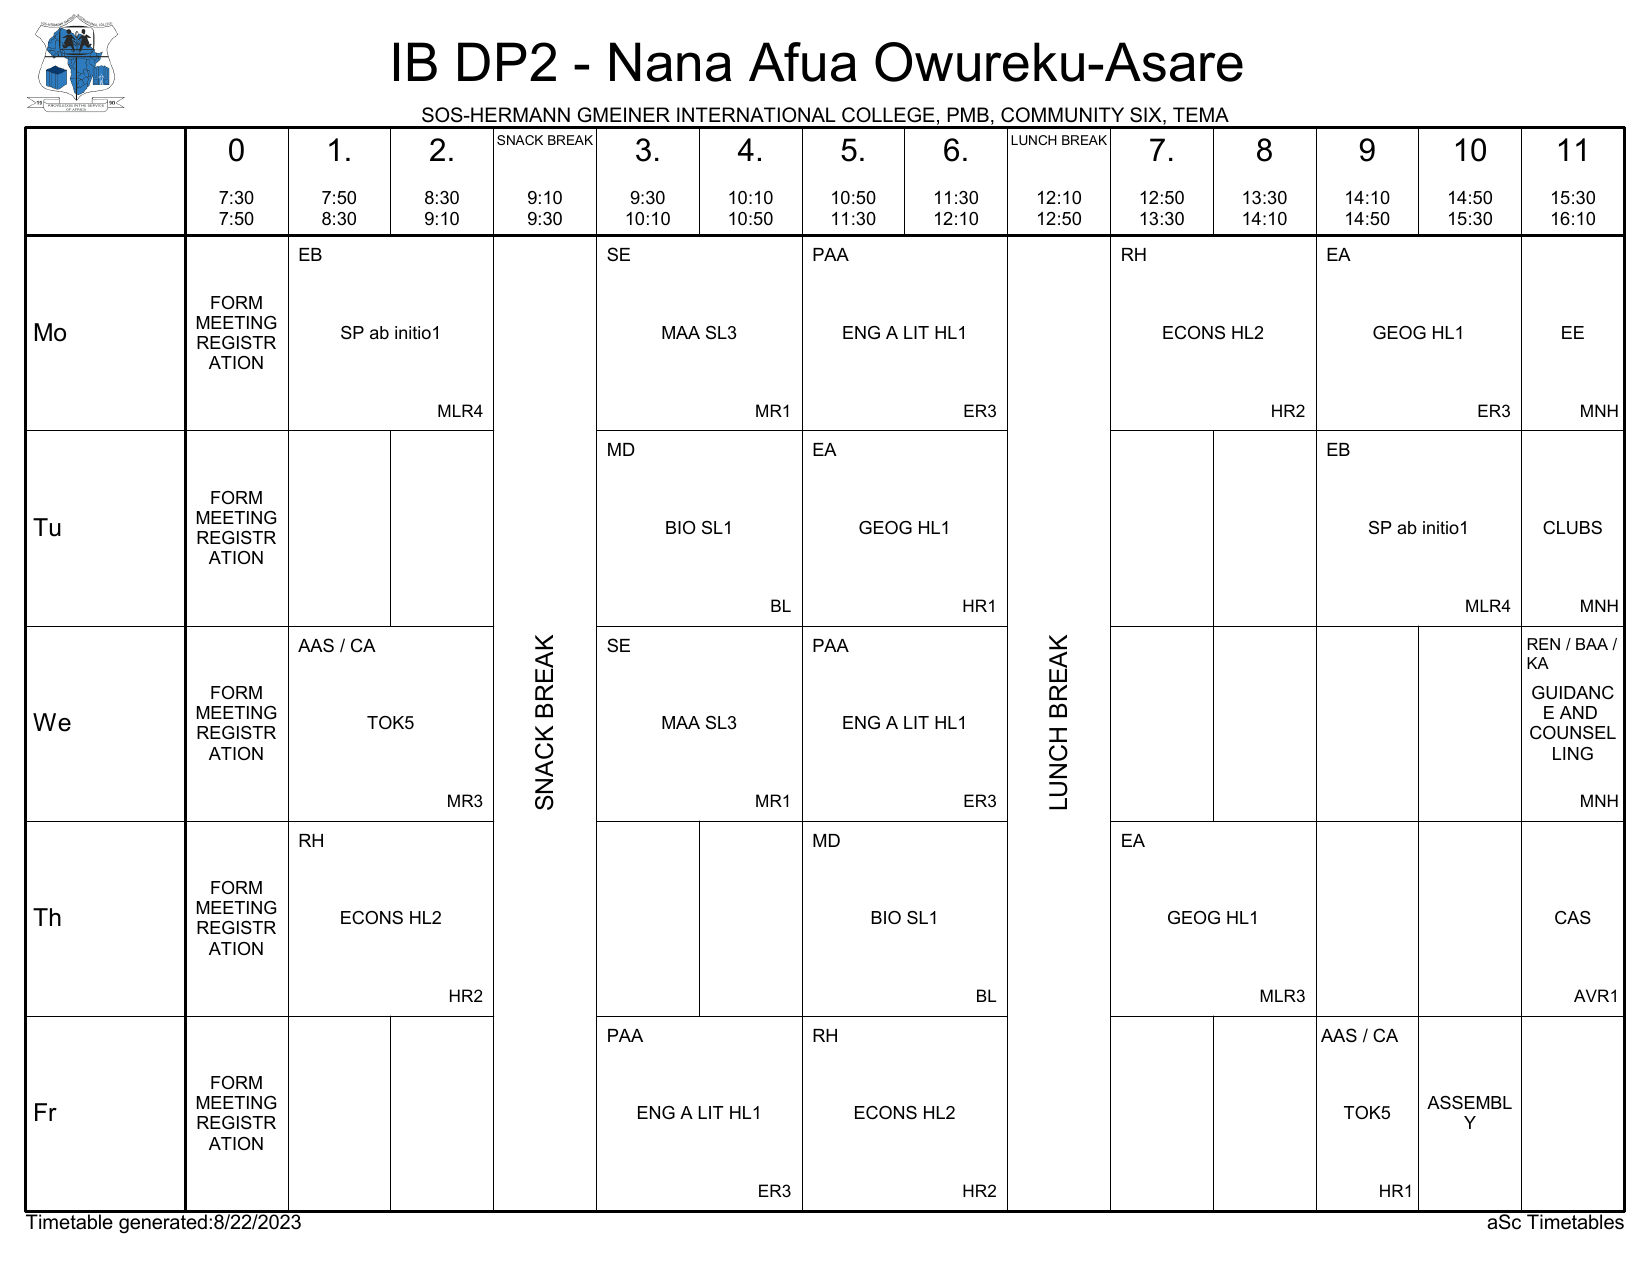 IB DP2 - Nana Afua Owureku-Asare
SOS-HERMANN GMEINER INTERNATIONAL COLLEGE, PMB, COMMUNITY SIX, TEMA
19 90
KNOWLEDGE IN THE SERVICE
OF AFRICA
0 1. 2. SNACK BREAK 3. 4. 5. 6. LUNCH BREAK 7. 8 9 10 11
7:30 7:50 8:30 9:10 9:30 10:10 10:50 11:30 12:10 12:50 13:30 14:10 14:50 15:30
7:50 8:30 9:10 9:30 10:10 10:50 11:30 12:10 12:50 13:30 14:10 14:50 15:30 16:10
Mo
FORM
MEETING
REGISTR
ATION
EB
SP ab initio1
MLR4
SE
MAA SL3
MR1
PAA
ENG A LIT HL1
ER3
RH
ECONS HL2
HR2
EA
GEOG HL1
ER3
EE
MNH
Tu
FORM
MEETING
REGISTR
ATION
MD
BIO SL1
BL
EA
GEOG HL1
HR1
EB
SP ab initio1
MLR4
CLUBS
MNH
We
FORM
MEETING
REGISTR
ATION
AAS / CA
TOK5
MR3
SNACK BREAK
SE
MAA SL3
MR1
PAA
ENG A LIT HL1
ER3
LUNCH BREAK
REN / BAA /
KA
GUIDANC
E AND
COUNSEL
LING
MNH
Th
FORM
MEETING
REGISTR
ATION
RH
ECONS HL2
HR2
MD
BIO SL1
BL
EA
GEOG HL1
MLR3
CAS
AVR1
Fr
FORM
MEETING
REGISTR
ATION
PAA
ENG A LIT HL1
ER3
RH
ECONS HL2
HR2
AAS / CA
TOK5
HR1
ASSEMBL
Y
Timetable generated:8/22/2023
aSc Timetables